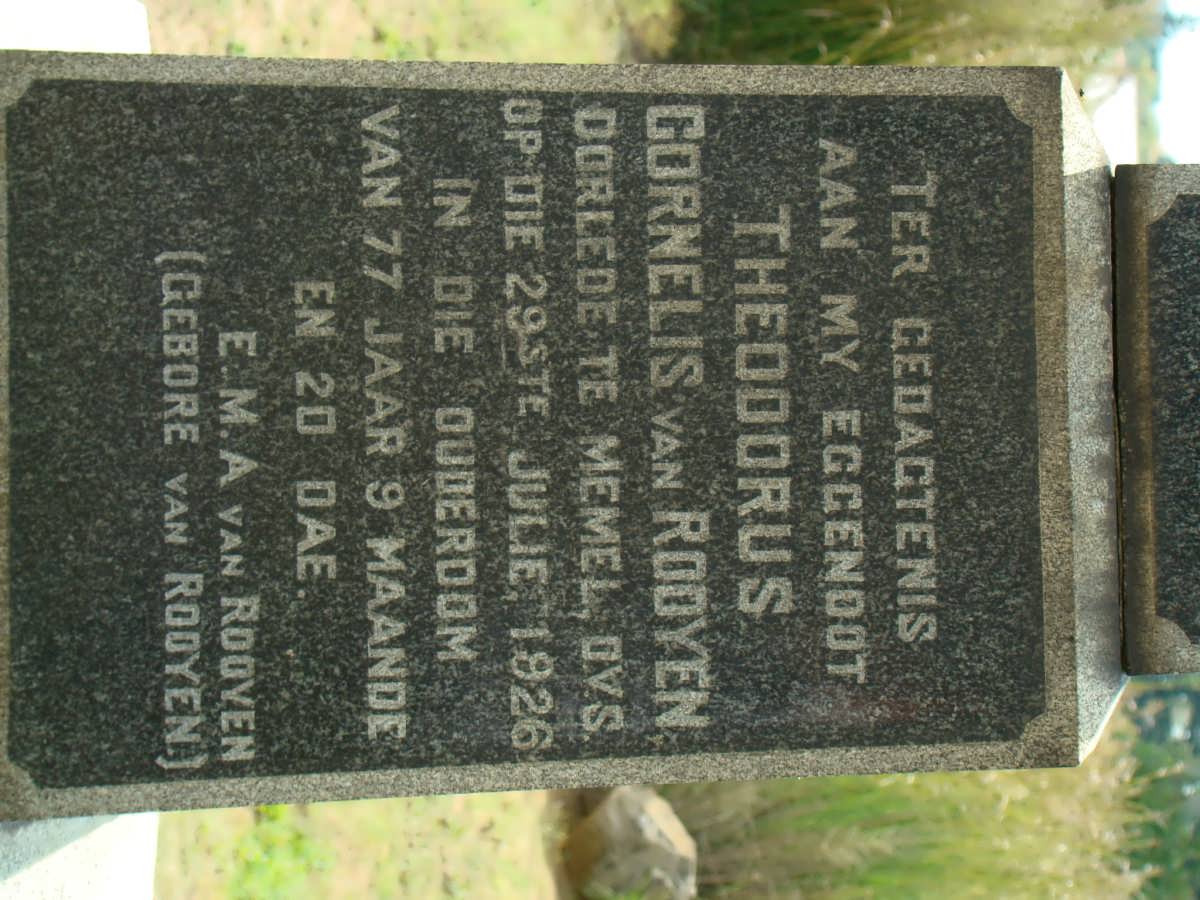 TER GEDAGTENIS
AAN MY EGGENOOT
THEODORUS
CORNELIS VAN ROOYEN,
OORLEDE TE MEMEL, OVS.
OP DIE 29STE JULIE, 1926
IN DIE OUDERDOM
VAN 77 JAAR 9 MAANDE
EN 20 DAE.
E.M.A VAN ROOYEN
(GEBORE VAN ROOYEN)